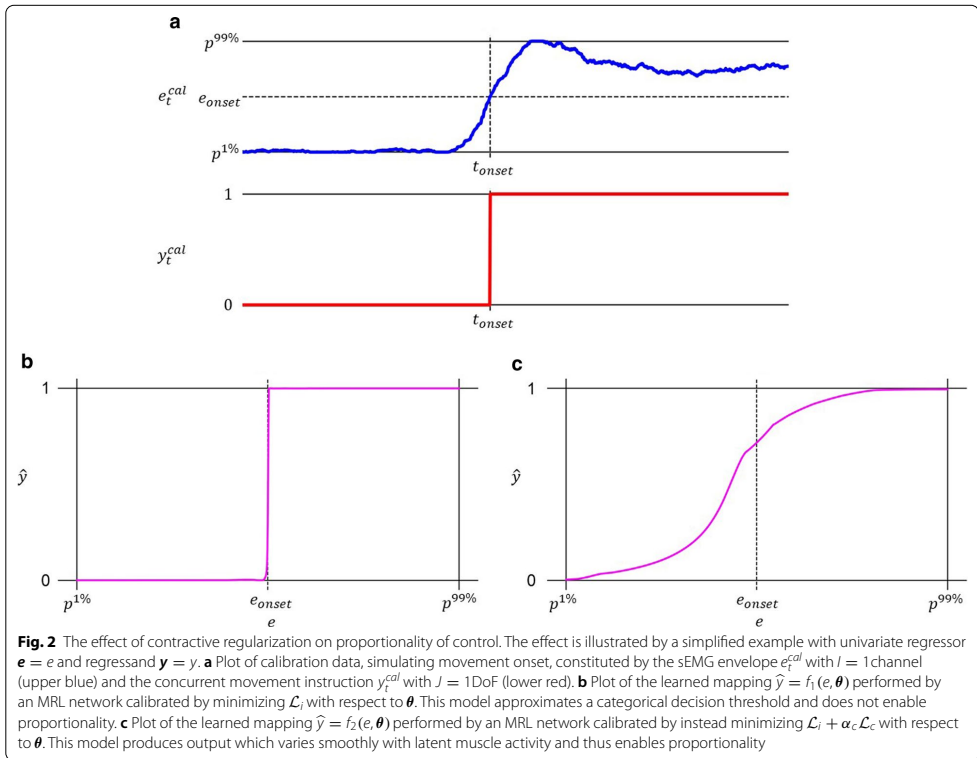 a
p^{99%}
e_t^{cal} e_{onset}
p^{1%}
t_{onset}
1
y_t^{cal}
0
t_{onset}
b
1
ŷ
0
p^{1%} e_{onset} p^{99%}
e
c
1
ŷ
0
p^{1%} e_{onset} p^{99%}
e
Fig. 2 The effect of contractive regularization on proportionality of control. The effect is illustrated by a simplified example with univariate regressor
e = e and regressand y = y. a Plot of calibration data, simulating movement onset, constituted by the sEMG envelope e_t^{cal} with I = 1 channel
(upper blue) and the concurrent movement instruction y_t^{cal} with J = 1DoF (lower red). b Plot of the learned mapping ŷ = f_1(e, θ) performed by
an MRL network calibrated by minimizing ℒ_i with respect to θ. This model approximates a categorical decision threshold and does not enable
proportionality. c Plot of the learned mapping ŷ = f_2(e, θ) performed by an MRL network calibrated by instead minimizing ℒ_i + α_c ℒ_c with respect
to θ. This model produces output which varies smoothly with latent muscle activity and thus enables proportionality